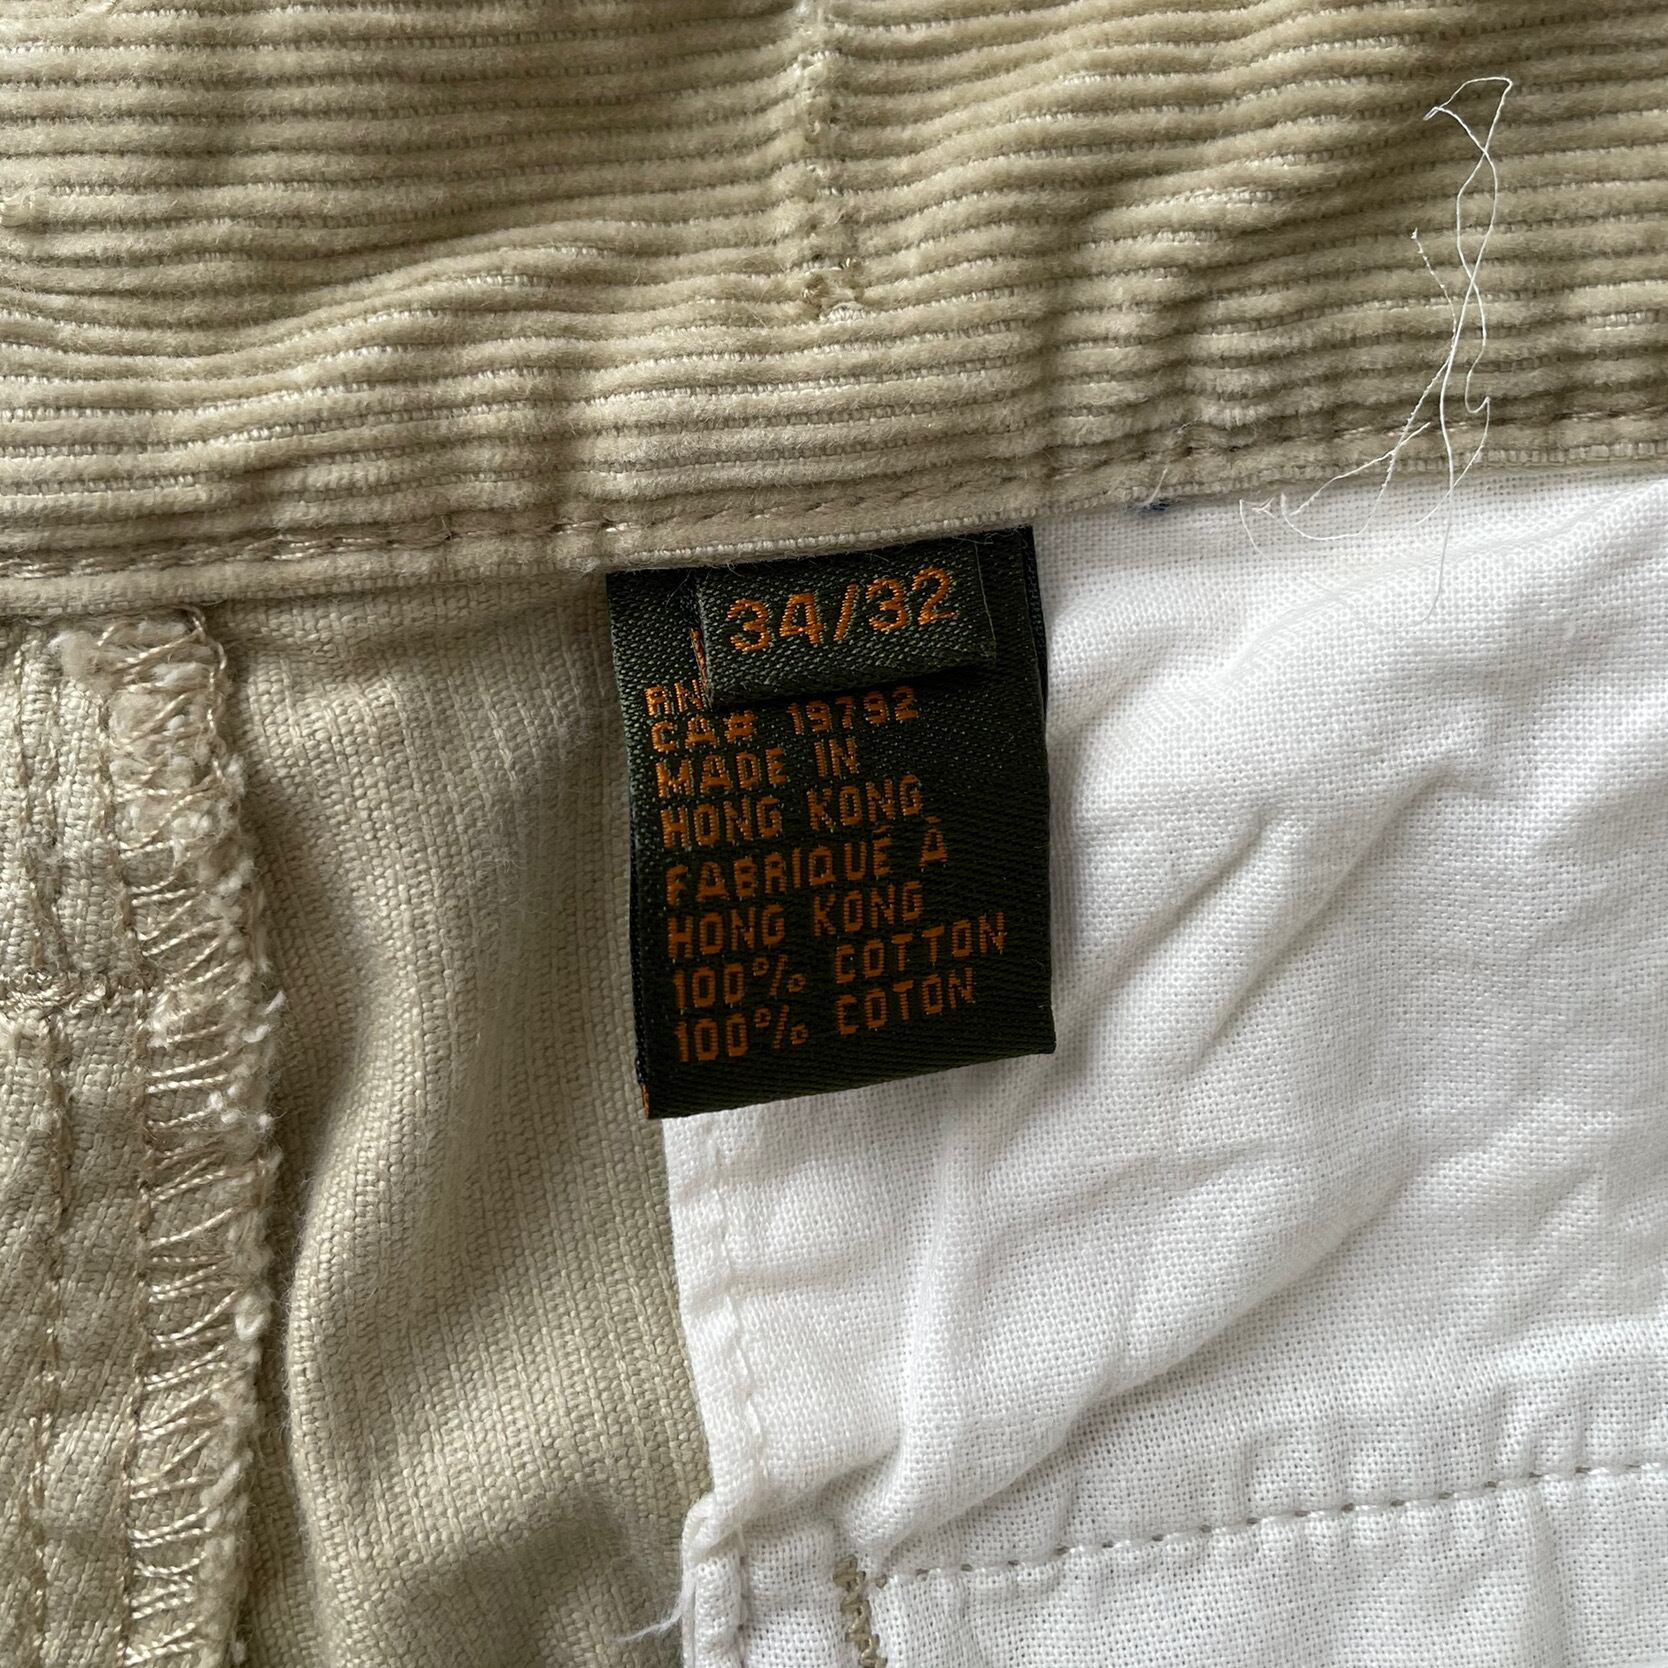 34/32
RN
CA# 19792
MADE IN
HONG KONG
FABRIQUÉ À
HONG KONG
100% COTTON
100% COTON